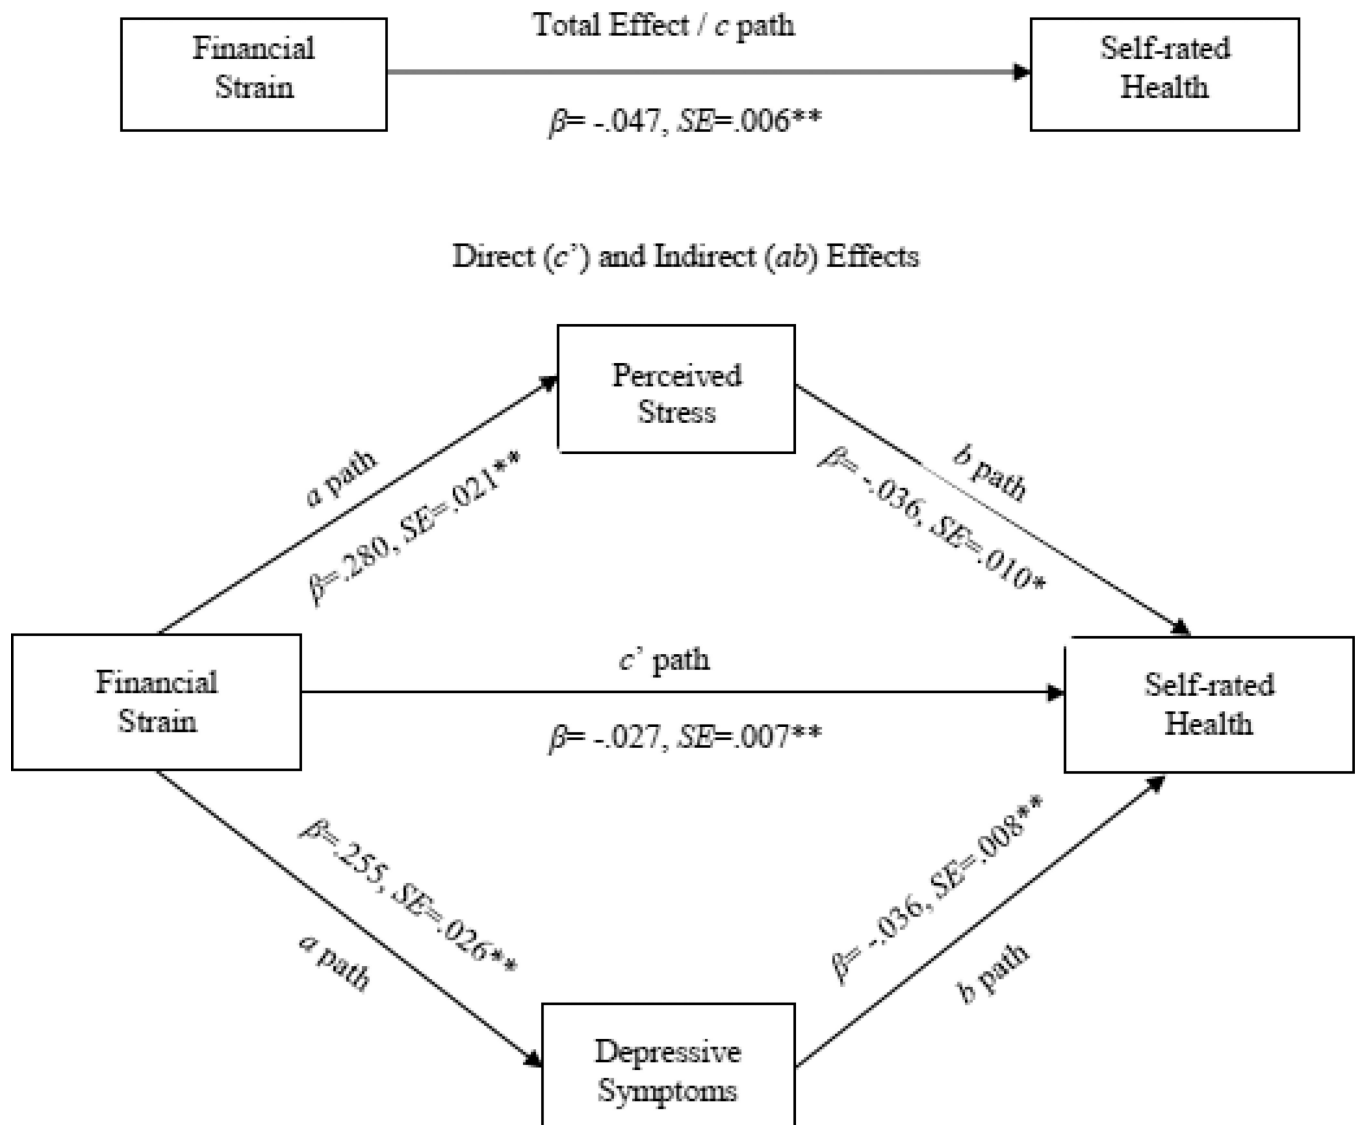 Total Effect / c path
Financial
Strain
Self-rated
Health
β= -.047, SE=.006**
Direct (c’) and Indirect (ab) Effects
Perceived
Stress
a path
β=.280, SE=.021**
b path
β= -.036, SE=.010*
Financial
Strain
c’ path
β= -.027, SE=.007**
Self-rated
Health
β=.255, SE=.026**
a path
β= -.036, SE=.008**
b path
Depressive
Symptoms